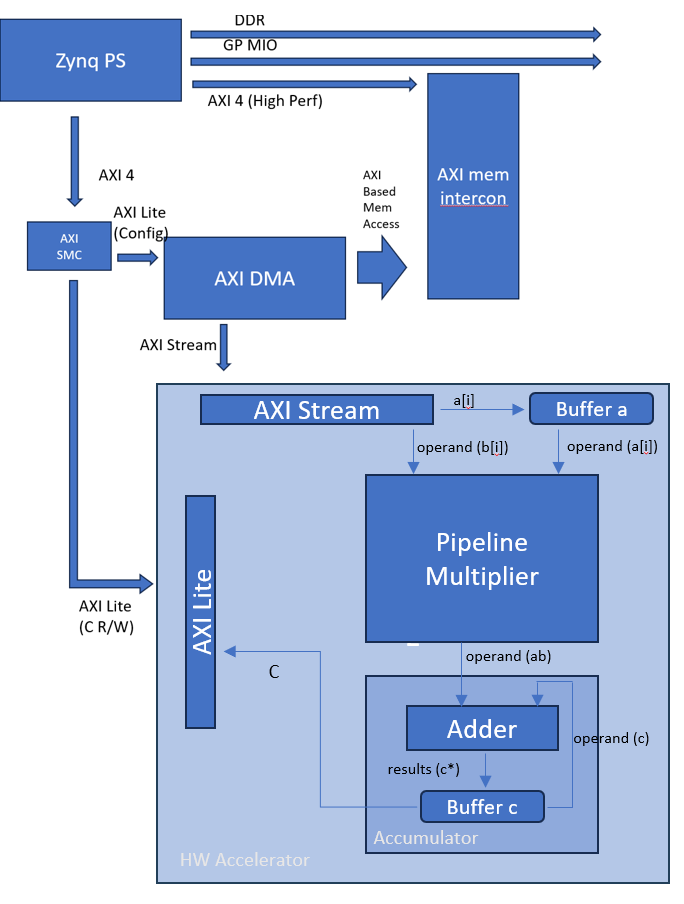 DDR
GP MIO
Zynq PS
AXI 4 (High Perf)
AXI 4
AXI
Based
Mem
Access
AXI mem
intercon
AXI Lite
(Config)
AXI
SMC
AXI DMA
AXI Stream
AXI Stream
a[i]
Buffer a
operand (b[i])
operand (a[i])
Pipeline
Multiplier
AXI Lite
AXI Lite
(C R/W)
operand (ab)
C
Adder
operand (c)
results (c*)
Buffer c
Accumulator
HW Accelerator